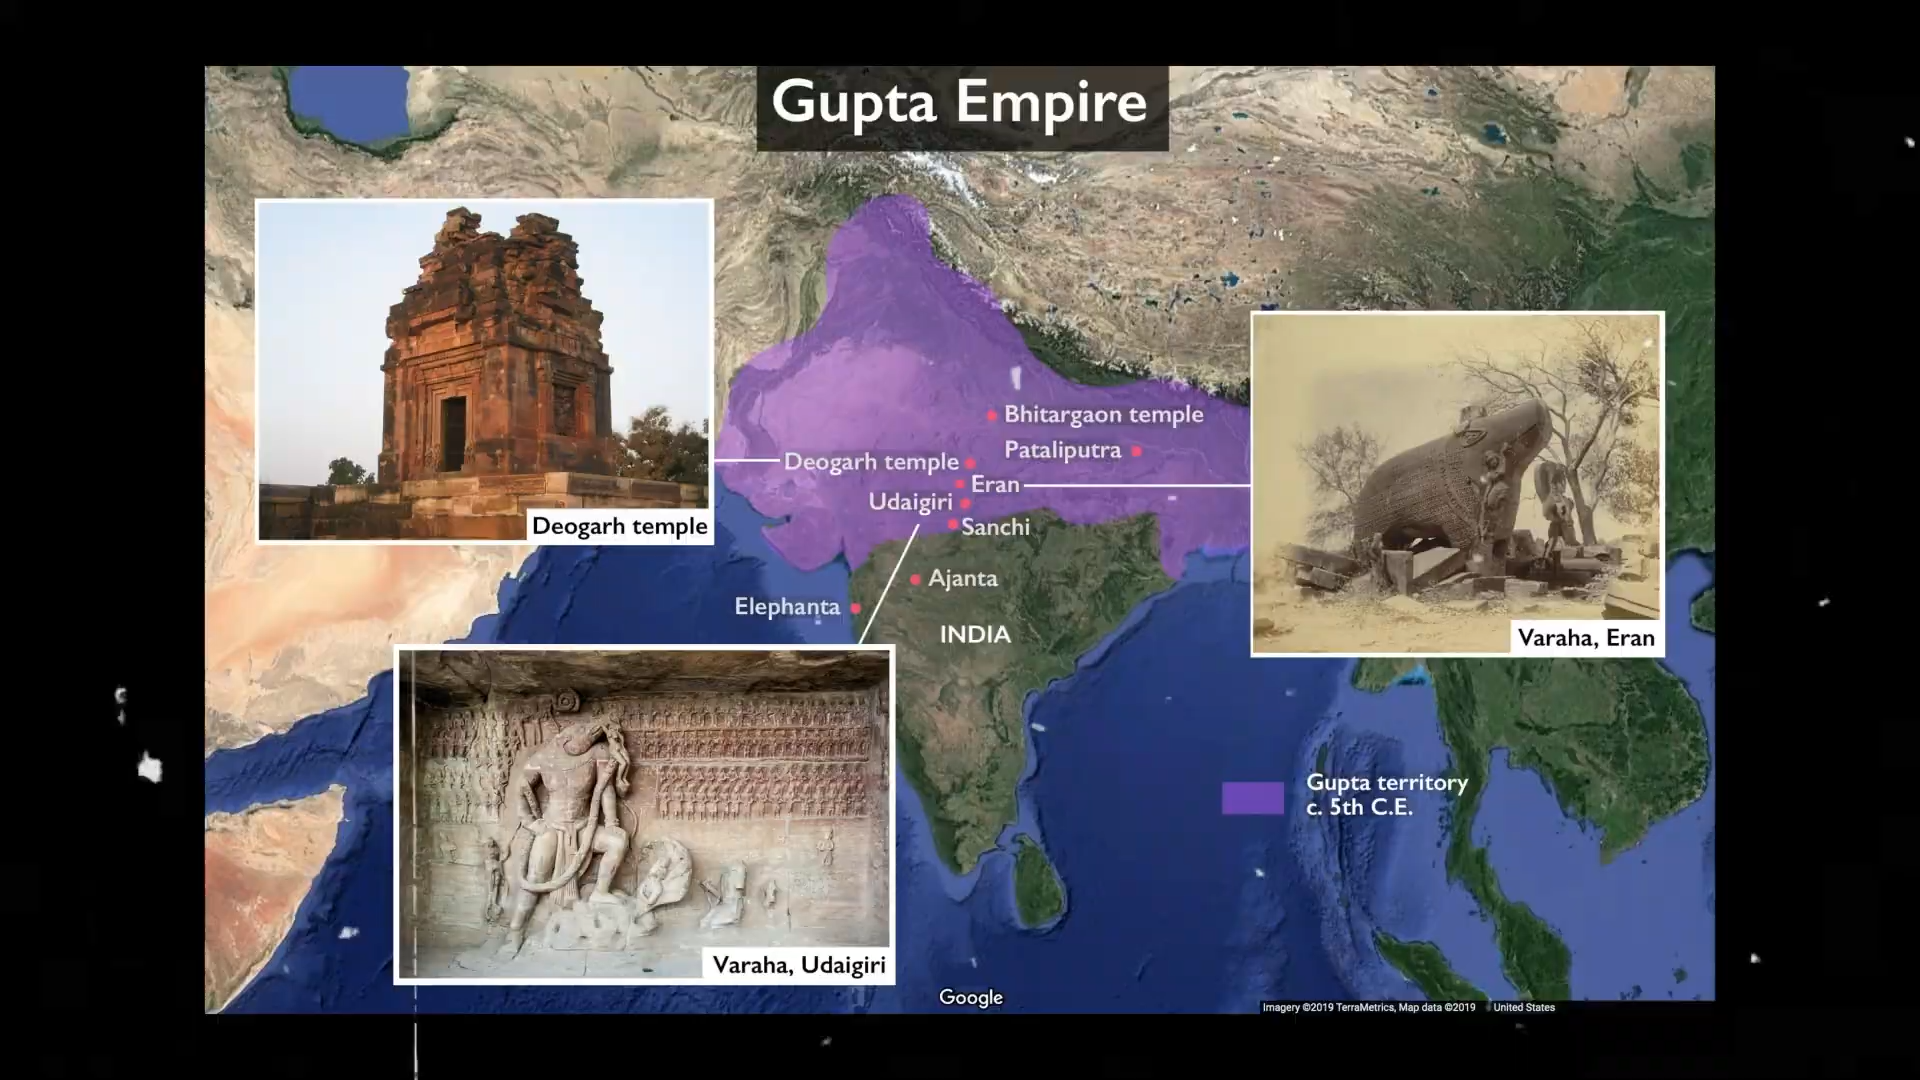 Gupta Empire
Deogarh temple
Bhitargaon temple
Pataliputra
Deogarh temple
Eran
Udaigiri
Sanchi
Ajanta
Elephanta
INDIA
Varaha, Eran
Gupta territory
c. 5th C.E.
Varaha, Udaigiri
Google
Imagery ©2019 TerraMetrics, Map data ©2019 United States